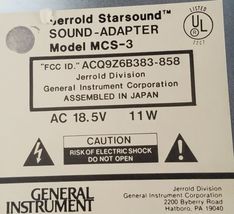 Jerrold Starsound™
SOUND-ADAPTER
Model MCS-3
"FCC ID." ACQ9Z6B383-858
Jerrold Division
General Instrument Corporation
ASSEMBLED IN JAPAN
LISTED
UL
AC 18.5V 11W
CAUTION
RISK OF ELECTRIC SHOCK
DO NOT OPEN
GENERAL
INSTRUMENT
Jerrold Division
General Instrument Corporation
2200 Byberry Road
Hatboro, PA 19040